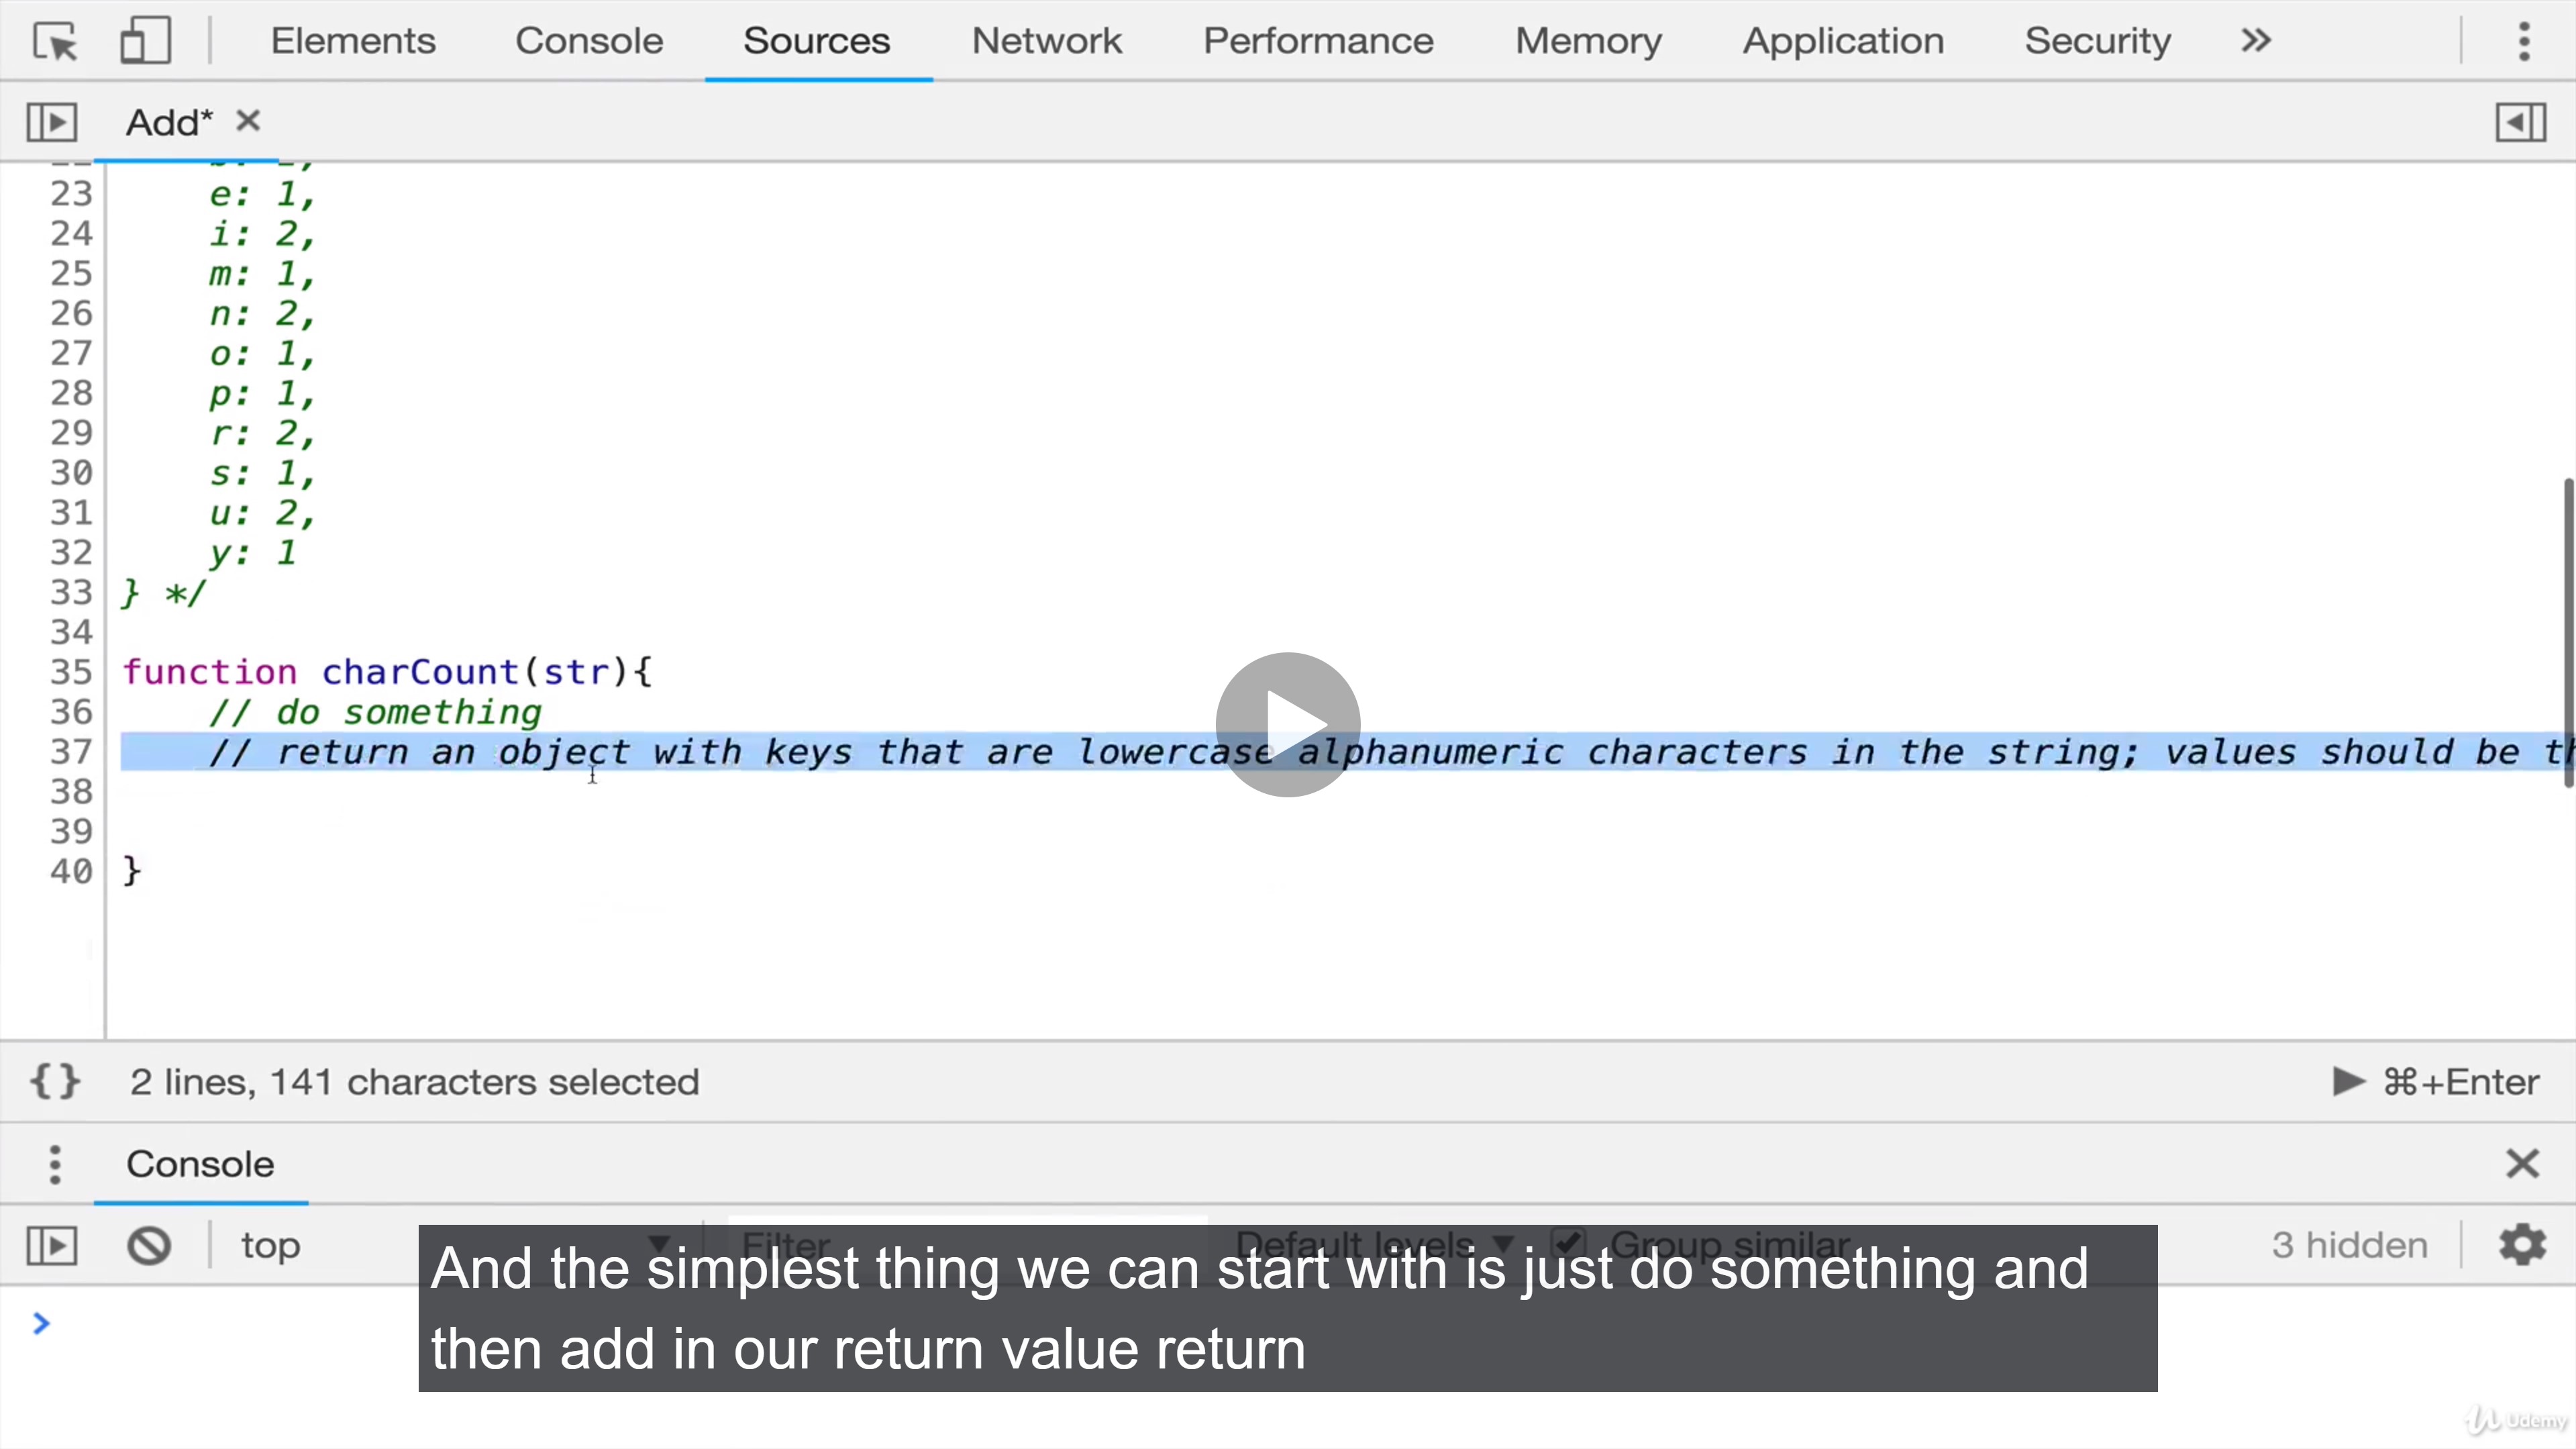 Elements Console Sources Network Performance Memory Application Security »
Add* ×
23 e: 1,
24 i: 2,
25 m: 1,
26 n: 2,
27 o: 1,
28 p: 1,
29 r: 2,
30 s: 1,
31 u: 2,
32 y: 1
33 } */
34
35 function charCount(str){
36 // do something
37 // return an object with keys that are lowercase alphanumeric characters in the string; values should be th
38
39
40 }
{ } 2 lines, 141 characters selected ⌘+Enter
Console
top Filter Default levels Group similar 3 hidden
And the simplest thing we can start with is just do something and
then add in our return value return
Udemy